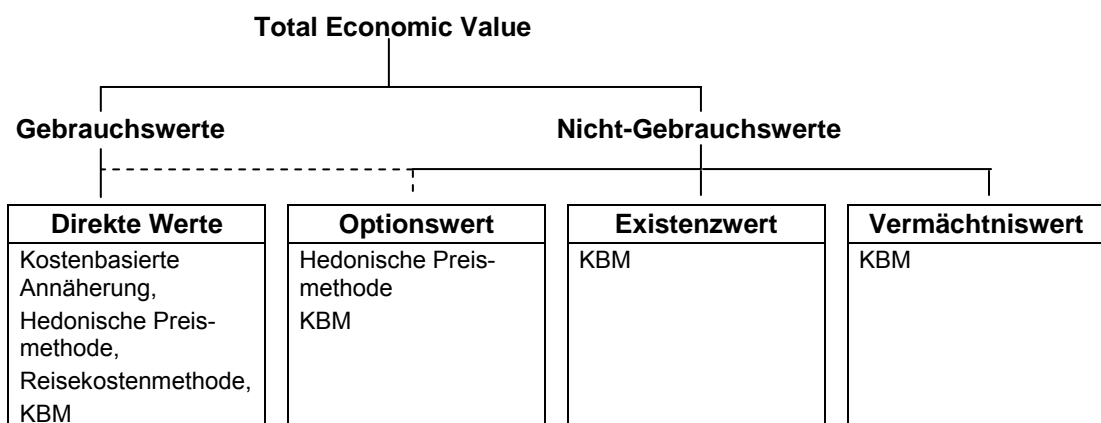 Total Economic Value
Gebrauchswerte
Nicht-Gebrauchswerte
Direkte Werte
Kostenbasierte
Annäherung,
Hedonische Preis-
methode,
Reisekostenmethode,
KBM
Optionswert
Hedonische Preis-
methode
KBM
Existenzwert
KBM
Vermächtniswert
KBM